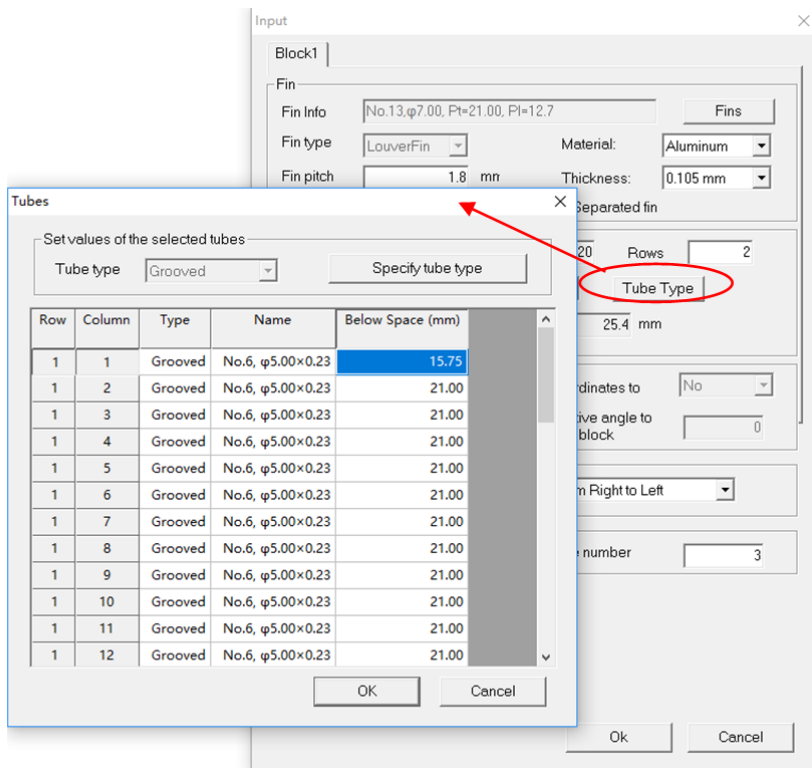 Input
Block1
Fin
Fin Info No.13,φ7.00, Pt=21.00, Pl=12.7 Fins
Fin type LouverFin Material: Aluminum
Fin pitch 1.8 mm Thickness: 0.105 mm
Separated fin
20 Rows 2
Tube Type
25.4 mm
rdinates to No
tive angle to
block 0
m Right to Left
number 3
Ok Cancel
Tubes
Set values of the selected tubes
Tube type Grooved Specify tube type
Row Column Type Name Below Space (mm)
1 1 Grooved No.6, φ5.00×0.23 15.75
1 2 Grooved No.6, φ5.00×0.23 21.00
1 3 Grooved No.6, φ5.00×0.23 21.00
1 4 Grooved No.6, φ5.00×0.23 21.00
1 5 Grooved No.6, φ5.00×0.23 21.00
1 6 Grooved No.6, φ5.00×0.23 21.00
1 7 Grooved No.6, φ5.00×0.23 21.00
1 8 Grooved No.6, φ5.00×0.23 21.00
1 9 Grooved No.6, φ5.00×0.23 21.00
1 10 Grooved No.6, φ5.00×0.23 21.00
1 11 Grooved No.6, φ5.00×0.23 21.00
1 12 Grooved No.6, φ5.00×0.23 21.00
OK Cancel